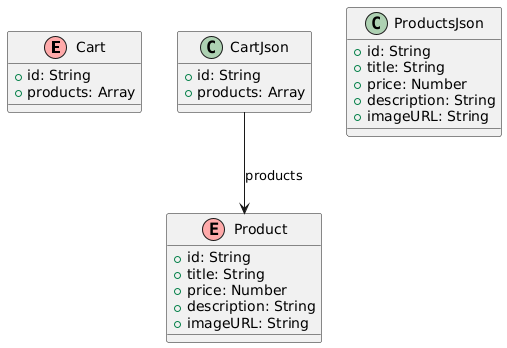 E Cart
id: String
products: Array
C CartJson
id: String
products: Array
C ProductsJson
id: String
title: String
price: Number
description: String
imageURL: String
products
E Product
id: String
title: String
price: Number
description: String
imageURL: String